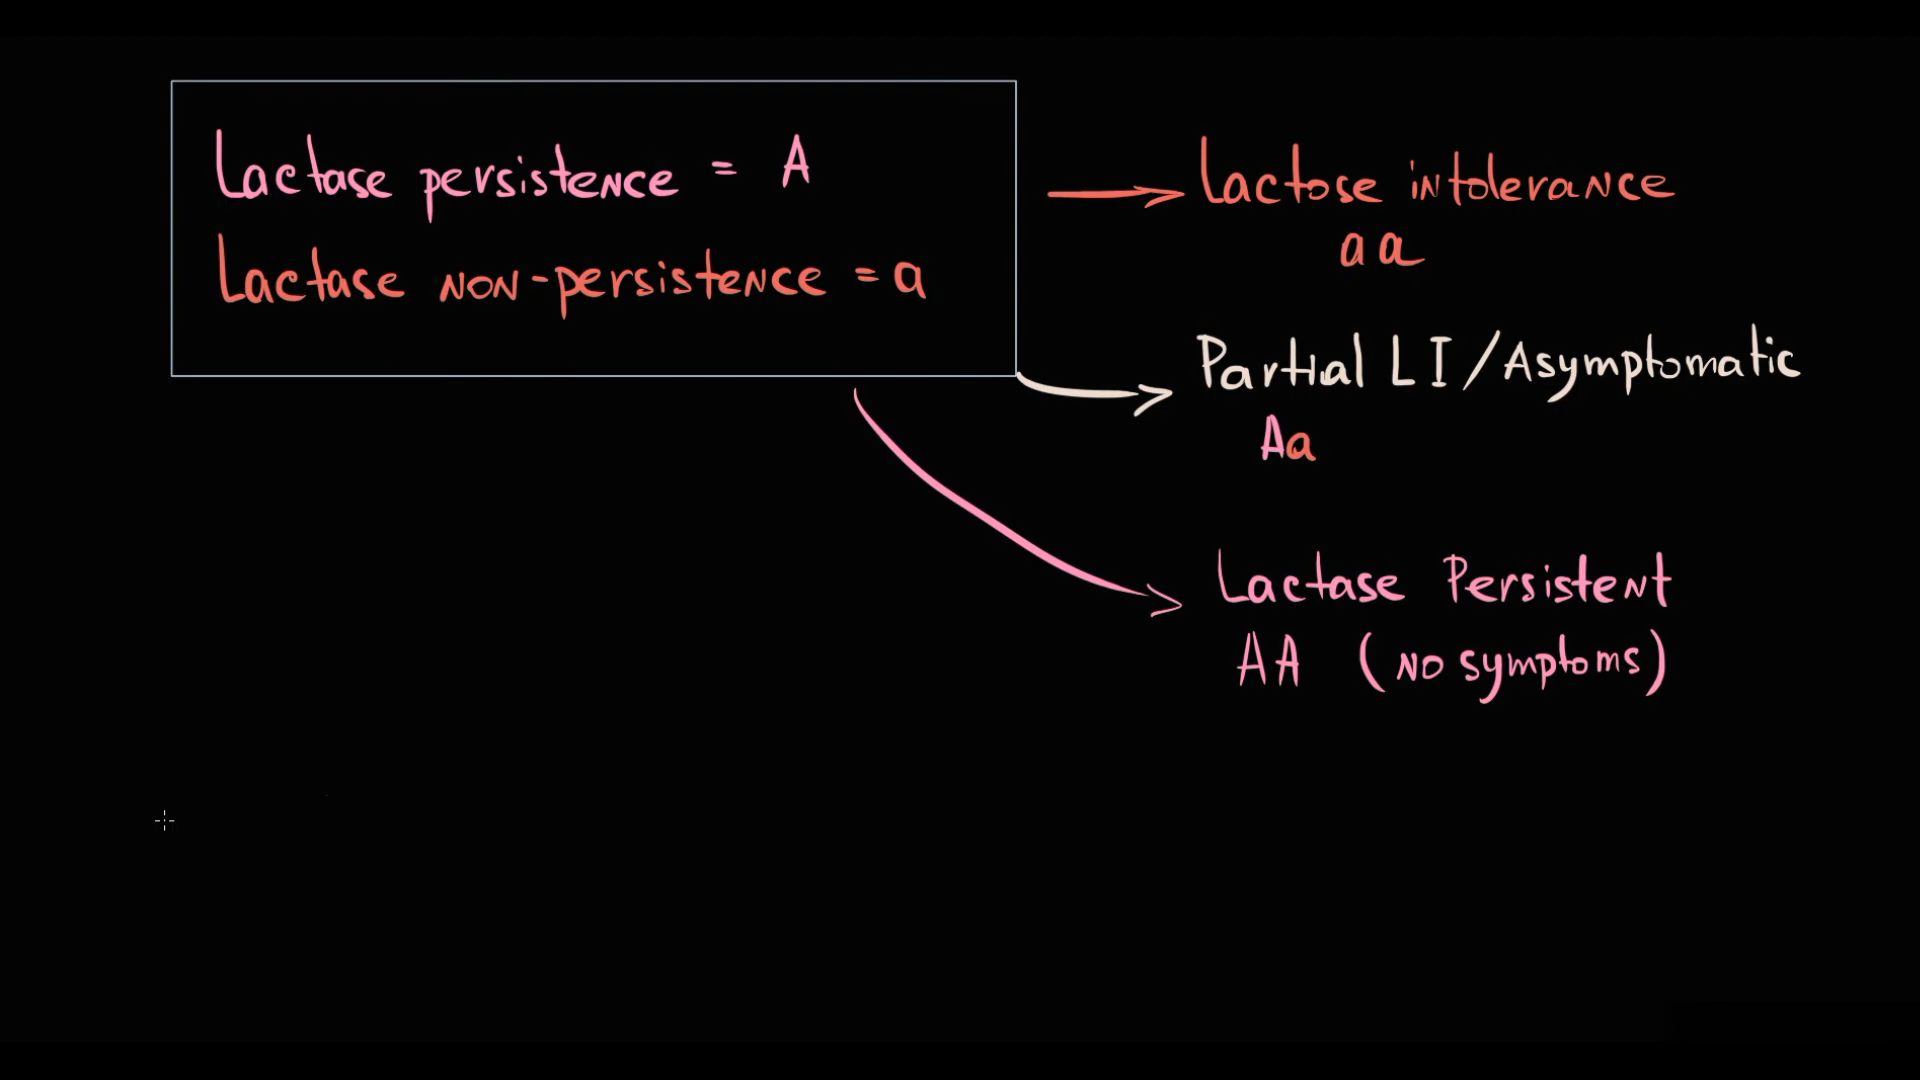 Lactase persistence = A
Lactase non-persistence = a
Lactose intolerance
aa
Partial LI/Asymptomatic
Aa
Lactase Persistent
AA (no symptoms)